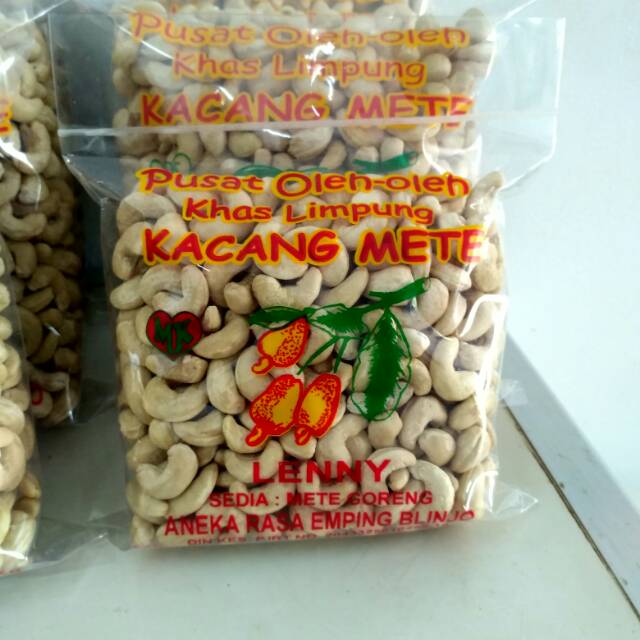 Pusat Oleh-oleh
Khas Limpung
KACANG METE
Pusat Oleh-oleh
Khas Limpung
KACANG METE
MK
LENNY
SEDIA : METE GORENG
ANEKA RASA EMPING BLINJO